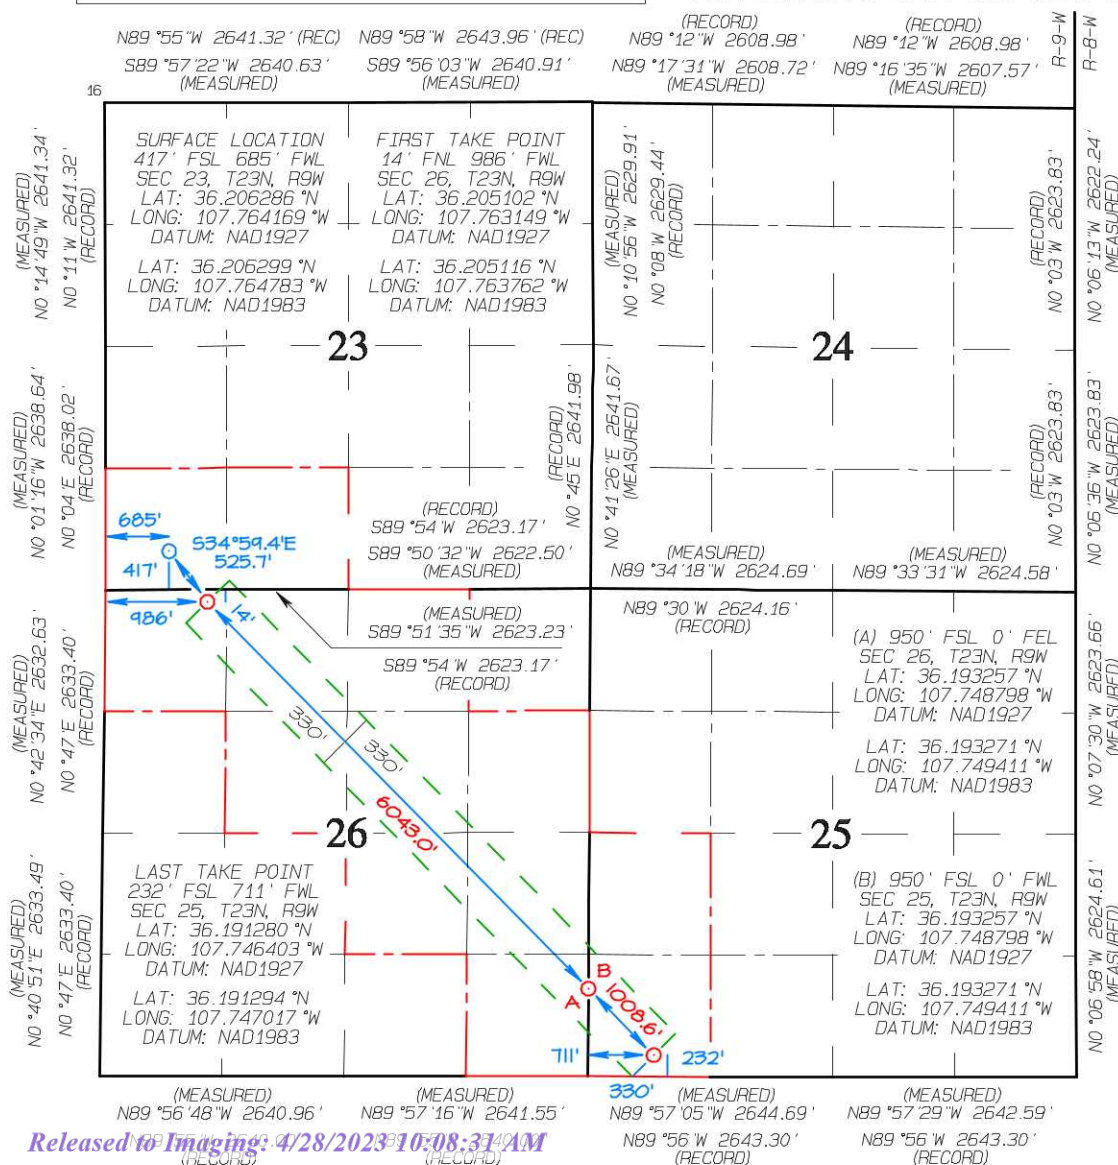 N89°55'W 2641.32' (REC)
S89°57'22"W 2640.63'
(MEASURED)
N89°58'W 2643.96' (REC)
S89°56'03"W 2640.91'
(MEASURED)
(RECORD)
N89°12'W 2608.98'
N89°17'31"W 2608.72'
(MEASURED)
(RECORD)
N89°12'W 2608.98'
N89°16'35"W 2607.57'
(MEASURED)
R-9-W
R-8-W
16
(MEASURED)
N0°14'49"W 2641.34'
N0°11'W 2641.32'
(RECORD)
SURFACE LOCATION
417' FSL 685' FWL
SEC 23, T23N, R9W
LAT: 36.206286°N
LONG: 107.764169°W
DATUM: NAD1927
LAT: 36.206299°N
LONG: 107.764783°W
DATUM: NAD1983
FIRST TAKE POINT
14' FNL 986' FWL
SEC 26, T23N, R9W
LAT: 36.205102°N
LONG: 107.763149°W
DATUM: NAD1927
LAT: 36.205116°N
LONG: 107.763762°W
DATUM: NAD1983
(MEASURED)
N0°10'56"W 2629.91'
N0°08'W 2629.44'
(RECORD)
(RECORD)
N0°03'W 2623.83'
N0°06'13"W 2622.24'
(MEASURED)
23
24
(MEASURED)
N0°01'16"W 2638.64'
N0°04'E 2638.02'
(RECORD)
(RECORD)
N0°45'E 2641.98'
N0°41'26"E 2641.67'
(MEASURED)
(RECORD)
N0°03'W 2623.83'
N0°06'36"W 2623.83'
(MEASURED)
685'
417'
S34°59.4'E
525.7'
986'
14'
(RECORD)
S89°54'W 2623.17'
S89°50'32"W 2622.50'
(MEASURED)
(MEASURED)
N89°34'18"W 2624.69'
(MEASURED)
N89°33'31"W 2624.58'
(MEASURED)
S89°51'35"W 2623.23'
S89°54'W 2623.17'
(RECORD)
N89°30'W 2624.16'
(RECORD)
(MEASURED)
N0°42'34"E 2632.63'
N0°47'E 2633.40'
(RECORD)
(A) 950' FSL 0' FEL
SEC 26, T23N, R9W
LAT: 36.193257°N
LONG: 107.748798°W
DATUM: NAD1927
LAT: 36.193271°N
LONG: 107.749411°W
DATUM: NAD1983
N0°07'30"W 2623.66'
(MEASURED)
330'
330'
6043.0'
26
25
(MEASURED)
N0°40'51"E 2633.49'
N0°47'E 2633.40'
(RECORD)
LAST TAKE POINT
232' FSL 711' FWL
SEC 25, T23N, R9W
LAT: 36.191280°N
LONG: 107.746403°W
DATUM: NAD1927
LAT: 36.191294°N
LONG: 107.747017°W
DATUM: NAD1983
(B) 950' FSL 0' FWL
SEC 25, T23N, R9W
LAT: 36.193257°N
LONG: 107.748798°W
DATUM: NAD1927
LAT: 36.193271°N
LONG: 107.749411°W
DATUM: NAD1983
N0°06'58"W 2624.61'
(MEASURED)
B
A
1008.6'
711'
232'
330'
(MEASURED)
N89°56'48"W 2640.96'
(MEASURED)
N89°57'16"W 2641.55'
(MEASURED)
N89°57'05"W 2644.69'
(MEASURED)
N89°57'29"W 2642.59'
Released to Imaging: 4/28/2023 10:08:31 AM
(RECORD)
(RECORD)
N89°56'W 2643.30'
(RECORD)
N89°56'W 2643.30'
(RECORD)